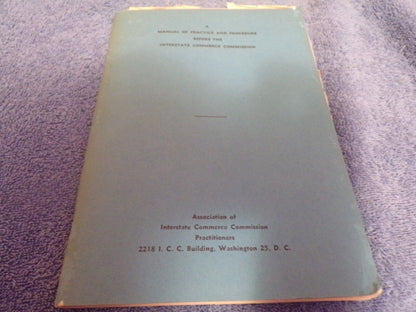 A
MANUAL OF PRACTICE AND PROCEDURE
BEFORE THE
INTERSTATE COMMERCE COMMISSION
Association of
Interstate Commerce Commission
Practitioners
2218 I. C. C. Building, Washington 25, D. C.